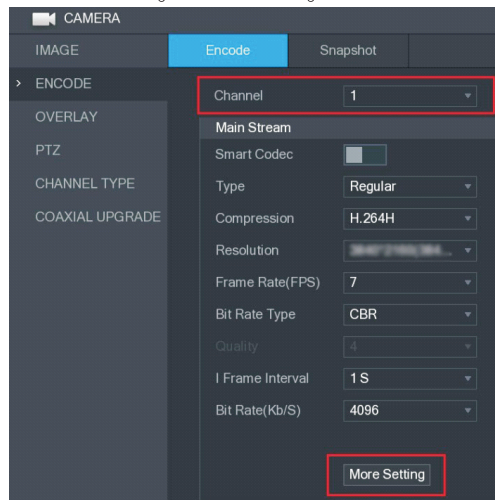 CAMERA
IMAGE
Encode
Snapshot
ENCODE
OVERLAY
PTZ
CHANNEL TYPE
COAXIAL UPGRADE
Channel 1
Main Stream
Smart Codec
Type Regular
Compression H.264H
Resolution
Frame Rate(FPS) 7
Bit Rate Type CBR
Quality 4
I Frame Interval 1 S
Bit Rate(Kb/S) 4096
More Setting